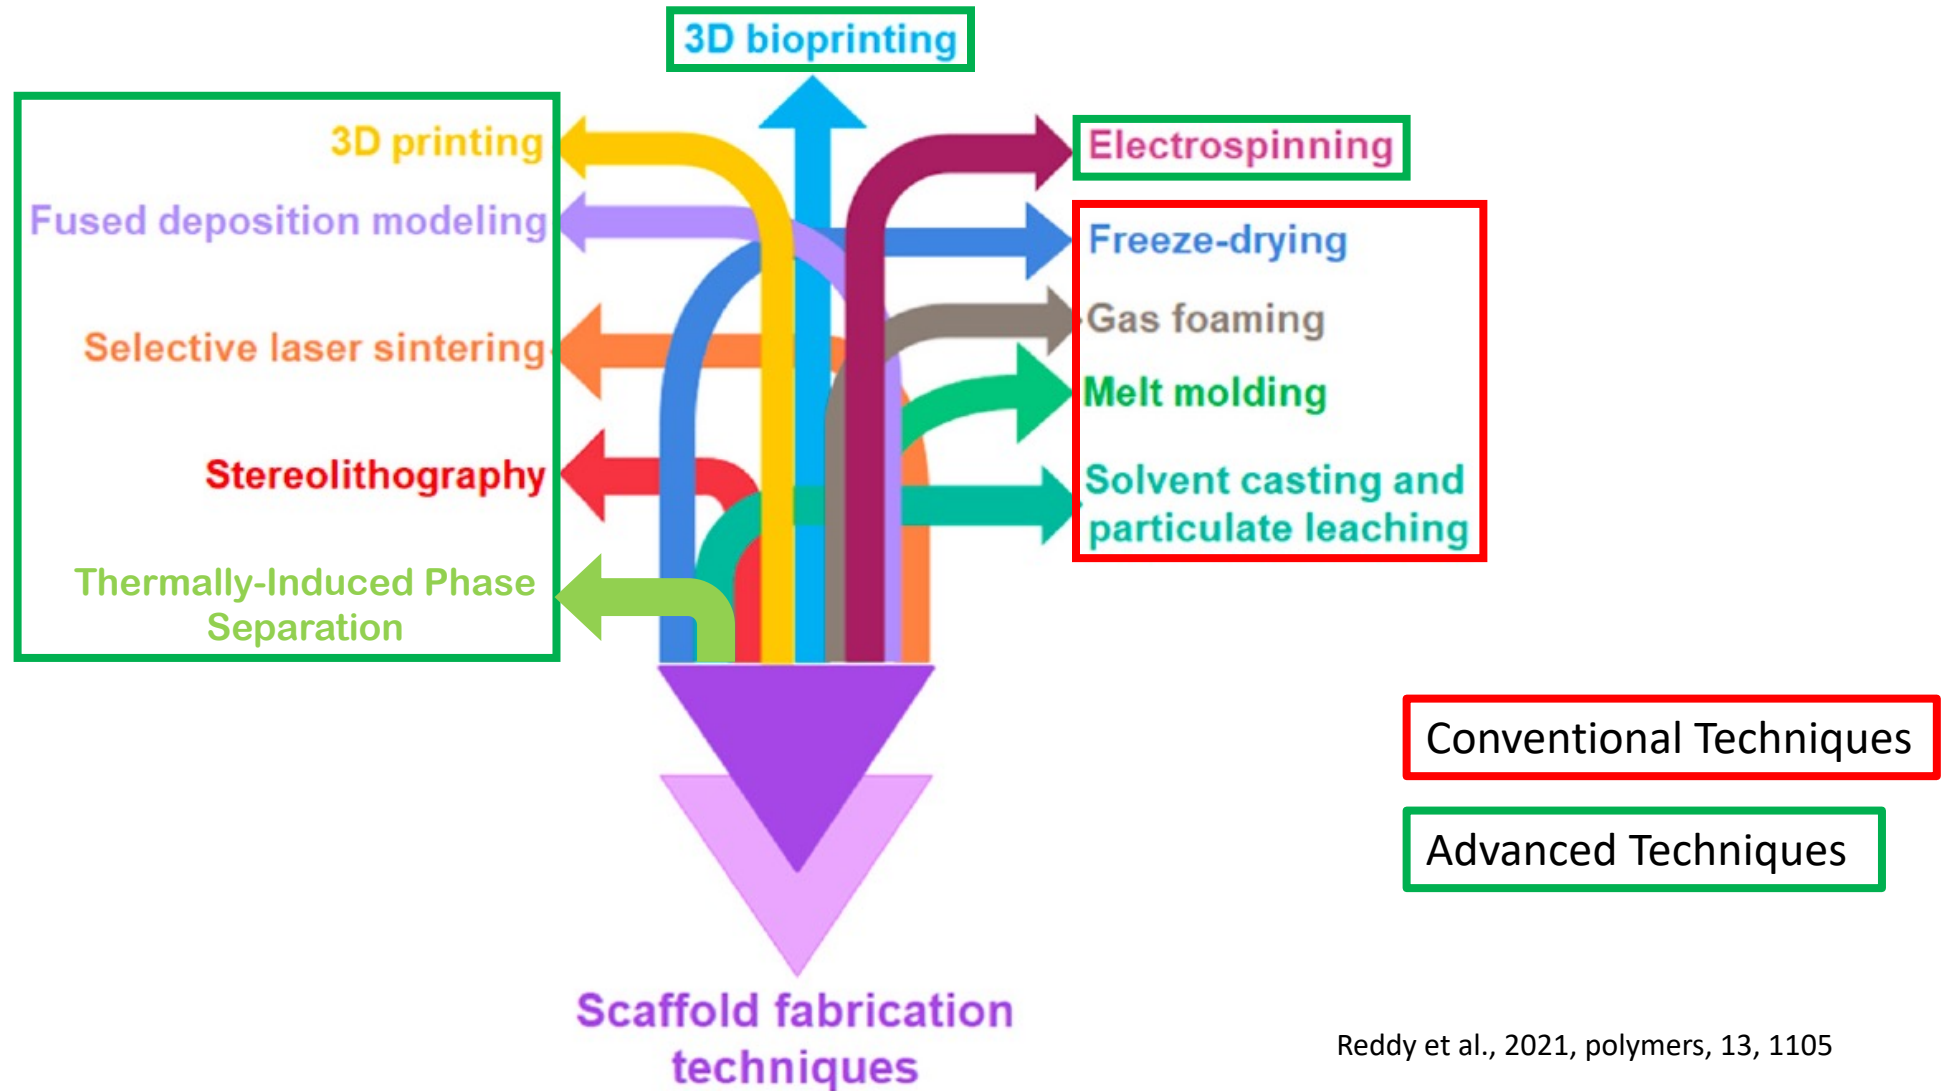 3D bioprinting
3D printing
Fused deposition modeling
Selective laser sintering
Stereolithography
Thermally-Induced Phase
Separation
Electrospinning
Freeze-drying
Gas foaming
Melt molding
Solvent casting and
particulate leaching
Conventional Techniques
Advanced Techniques
Scaffold fabrication
techniques
Reddy et al., 2021, polymers, 13, 1105